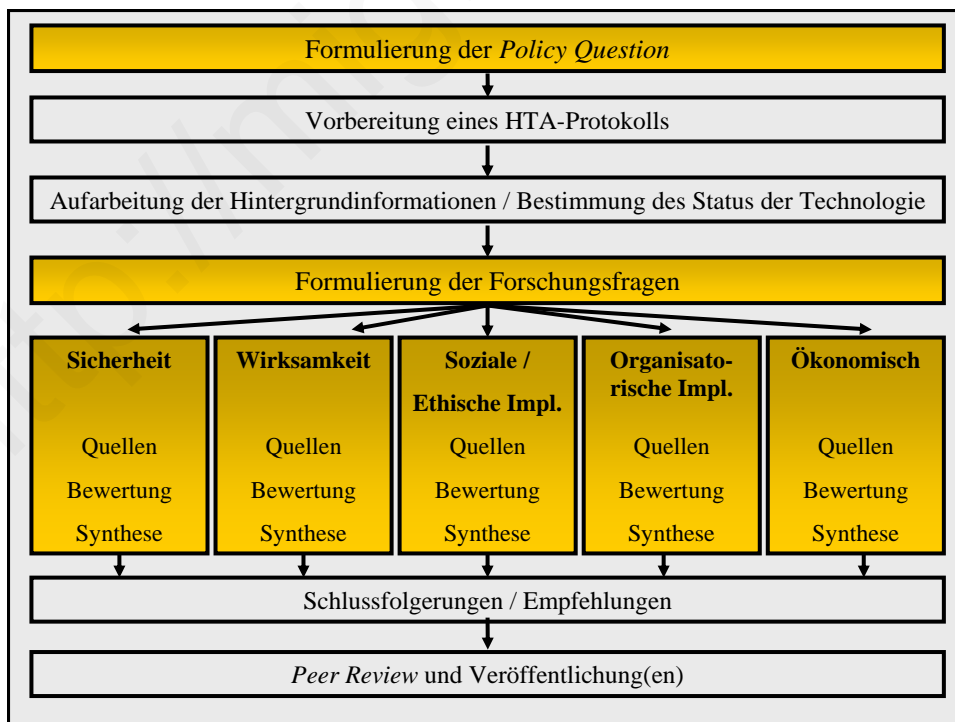 Formulierung der Policy Question
Vorbereitung eines HTA-Protokolls
Aufarbeitung der Hintergrundinformationen / Bestimmung des Status der Technologie
Formulierung der Forschungsfragen
Sicherheit
Quellen
Bewertung
Synthese
Wirksamkeit
Quellen
Bewertung
Synthese
Soziale /
Ethische Impl.
Quellen
Bewertung
Synthese
Organisato-
rische Impl.
Quellen
Bewertung
Synthese
Ökonomisch
Quellen
Bewertung
Synthese
Schlussfolgerungen / Empfehlungen
Peer Review und Veröffentlichung(en)
http://mig